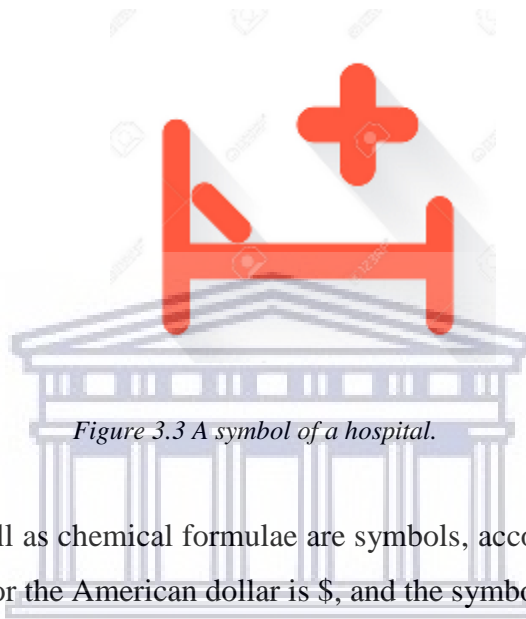 123RF
Figure 3.3 A symbol of a hospital.
ll as chemical formulae are symbols, acco
or the American dollar is $, and the symbo